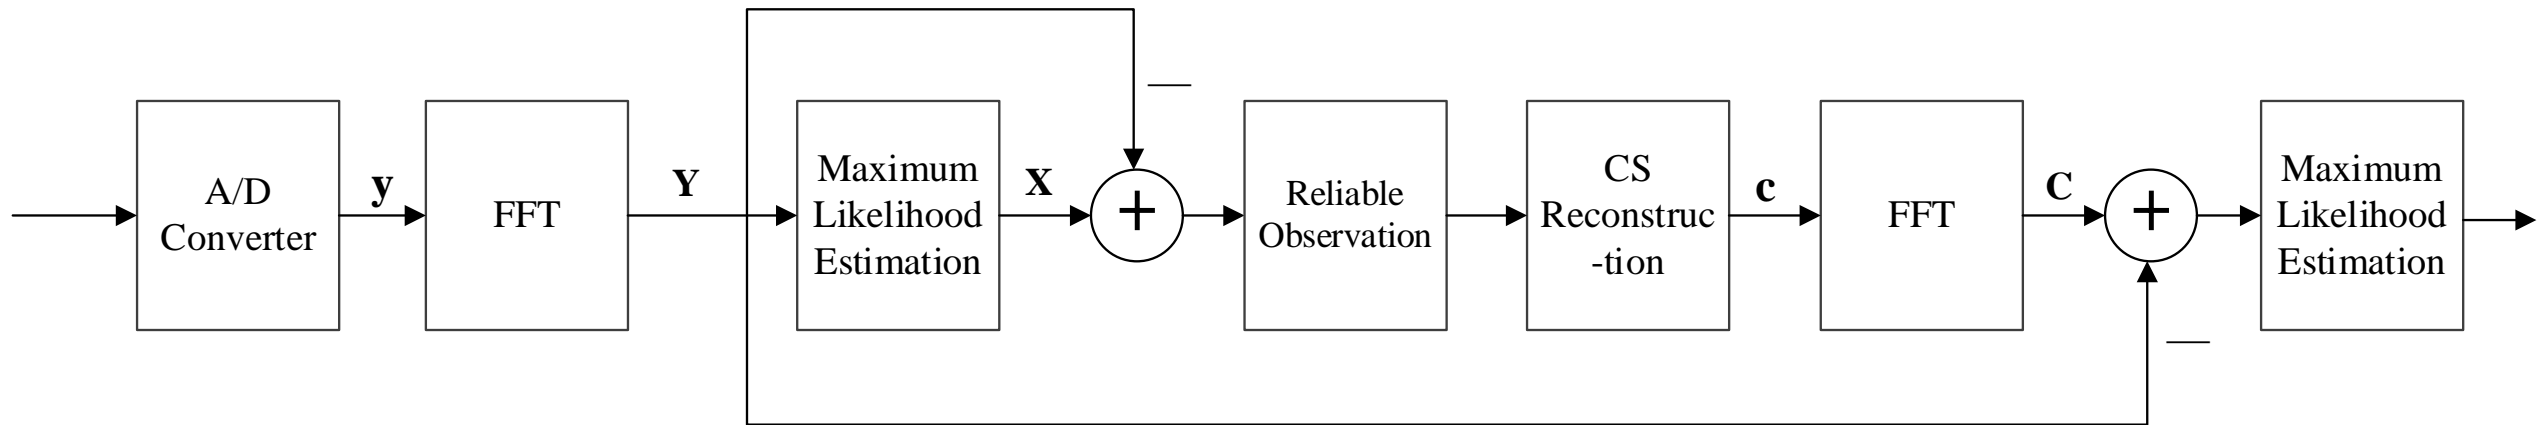 A/D
Converter
y
FFT
Y
Maximum
Likelihood
Estimation
X
—
+
Reliable
Observation
CS
Reconstruc
-tion
c
FFT
C
+
—
Maximum
Likelihood
Estimation